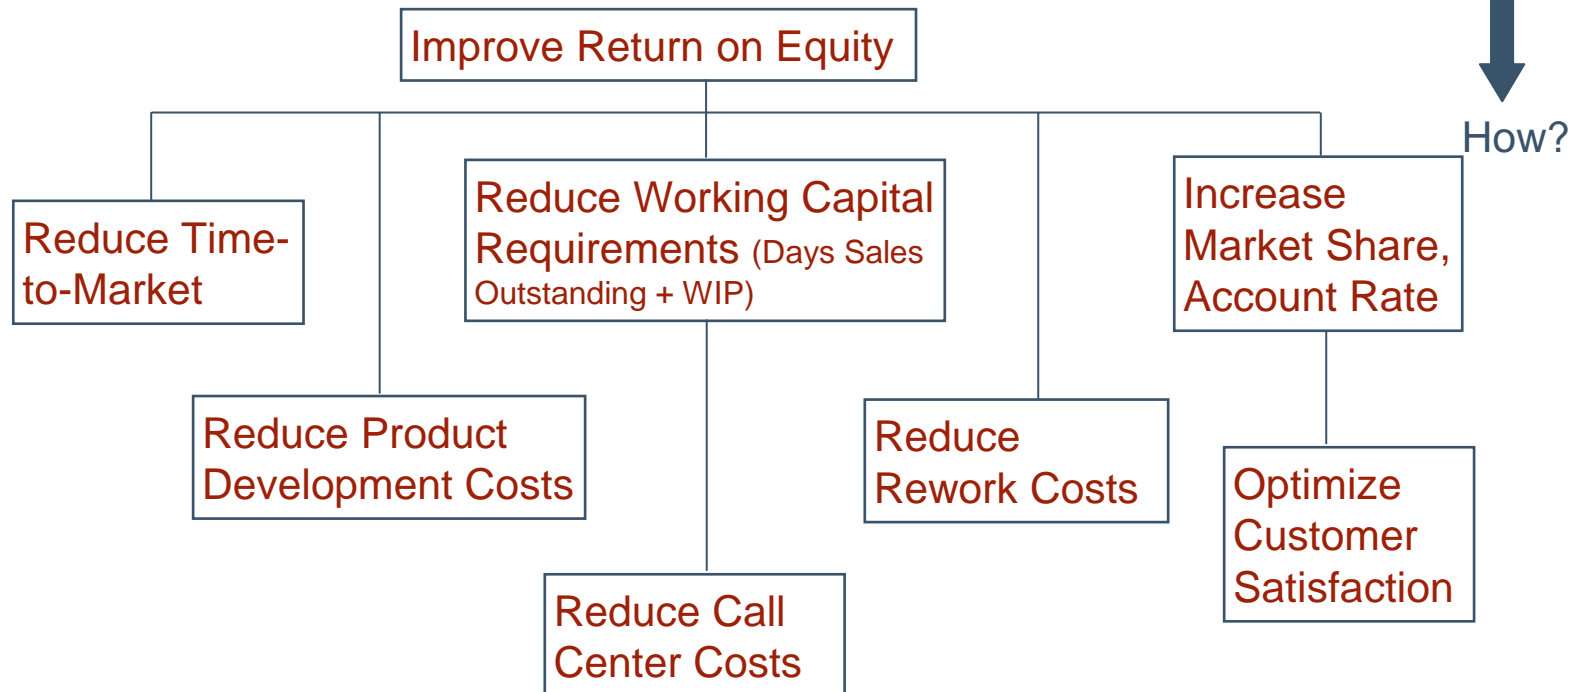 Improve Return on Equity
How?
Reduce Time-
to-Market
Reduce Working Capital
Requirements (Days Sales
Outstanding + WIP)
Increase
Market Share,
Account Rate
Reduce Product
Development Costs
Reduce
Rework Costs
Optimize
Customer
Satisfaction
Reduce Call
Center Costs